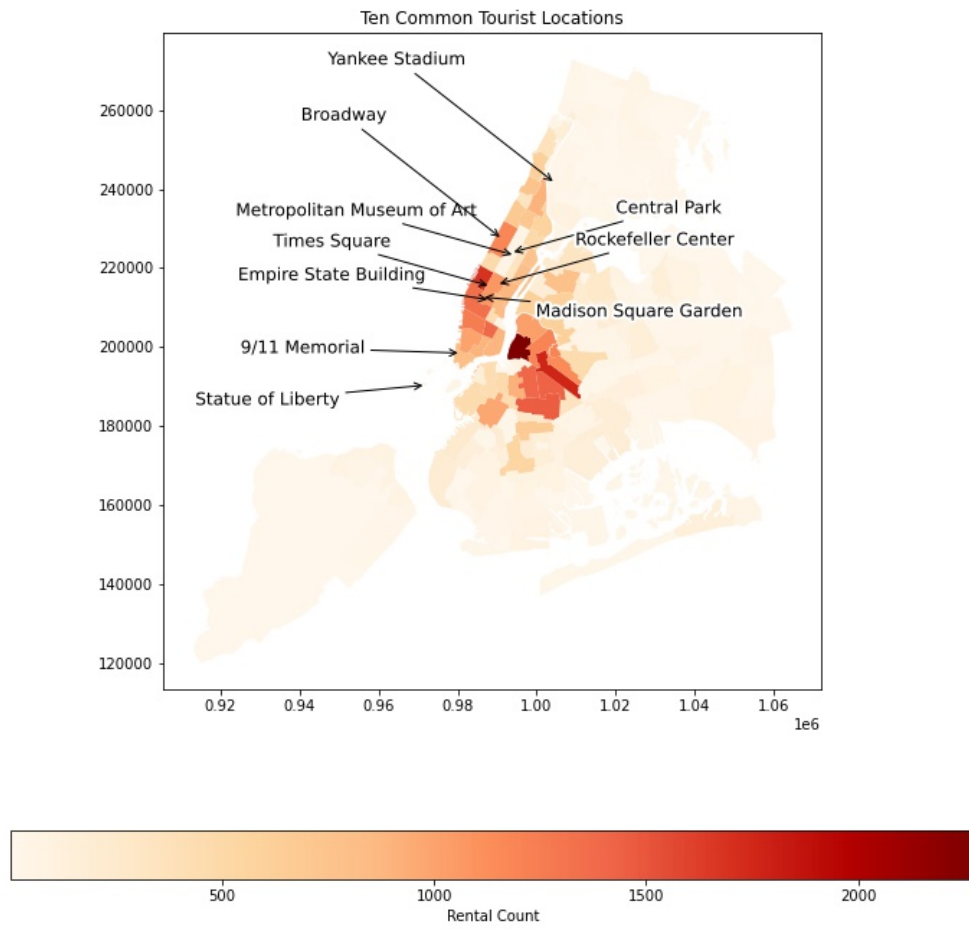 Ten Common Tourist Locations
Yankee Stadium
Broadway
Metropolitan Museum of Art
Central Park
Times Square
Rockefeller Center
Empire State Building
Madison Square Garden
9/11 Memorial
Statue of Liberty
260000
240000
220000
200000
180000
160000
140000
120000
0.92 0.94 0.96 0.98 1.00 1.02 1.04 1.06
1e6
500 1000 1500 2000
Rental Count